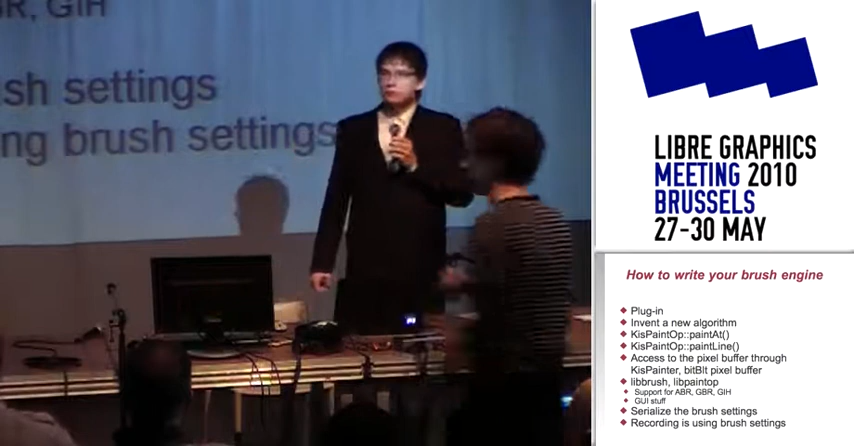 BR, GIH
sh settings
ng brush settings
LIBRE GRAPHICS
MEETING 2010
BRUSSELS
27-30 MAY
How to write your brush engine
Plug-in
Invent a new algorithm
KisPaintOp::paintAt()
KisPaintOp::paintLine()
Access to the pixel buffer through
KisPainter, bitBlt pixel buffer
libbrush, libpaintop
Support for ABR, GBR, GIH
GUI stuff
Serialize the brush settings
Recording is using brush settings